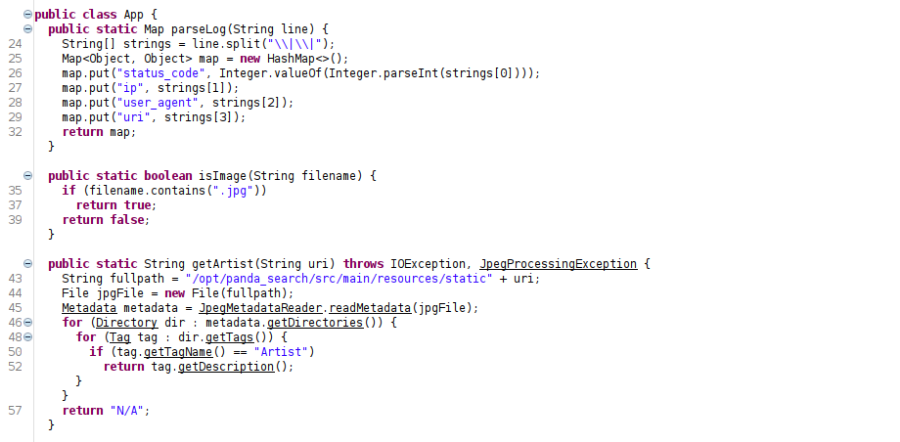 public class App {
public static Map parseLog(String line) {
24 String[] strings = line.split("\\|\\|");
25 Map<Object, Object> map = new HashMap<>();
26 map.put("status_code", Integer.valueOf(Integer.parseInt(strings[0])));
27 map.put("ip", strings[1]);
28 map.put("user_agent", strings[2]);
29 map.put("uri", strings[3]);
32 return map;
}
public static boolean isImage(String filename) {
35 if (filename.contains(".jpg"))
37 return true;
39 return false;
}
public static String getArtist(String uri) throws IOException, JpegProcessingException {
43 String fullpath = "/opt/panda_search/src/main/resources/static" + uri;
44 File jpgFile = new File(fullpath);
45 Metadata metadata = JpegMetadataReader.readMetadata(jpgFile);
46 for (Directory dir : metadata.getDirectories()) {
48 for (Tag tag : dir.getTags()) {
50 if (tag.getTagName() == "Artist")
52 return tag.getDescription();
}
}
57 return "N/A";
}